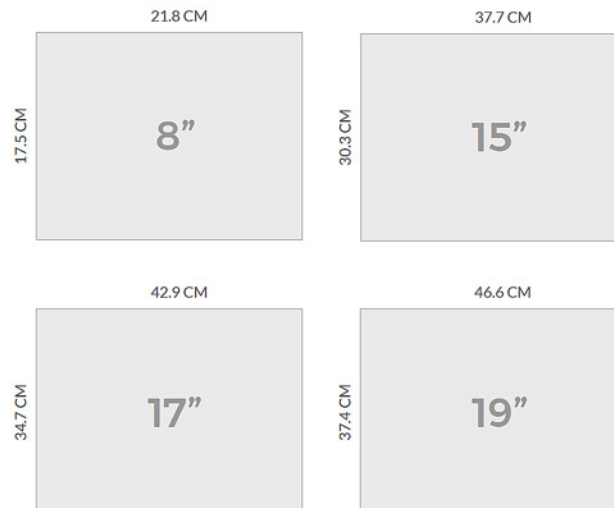 21.8 CM
37.7 CM
17.5 CM
8”
30.3 CM
15”
42.9 CM
46.6 CM
34.7 CM
17”
37.4 CM
19”